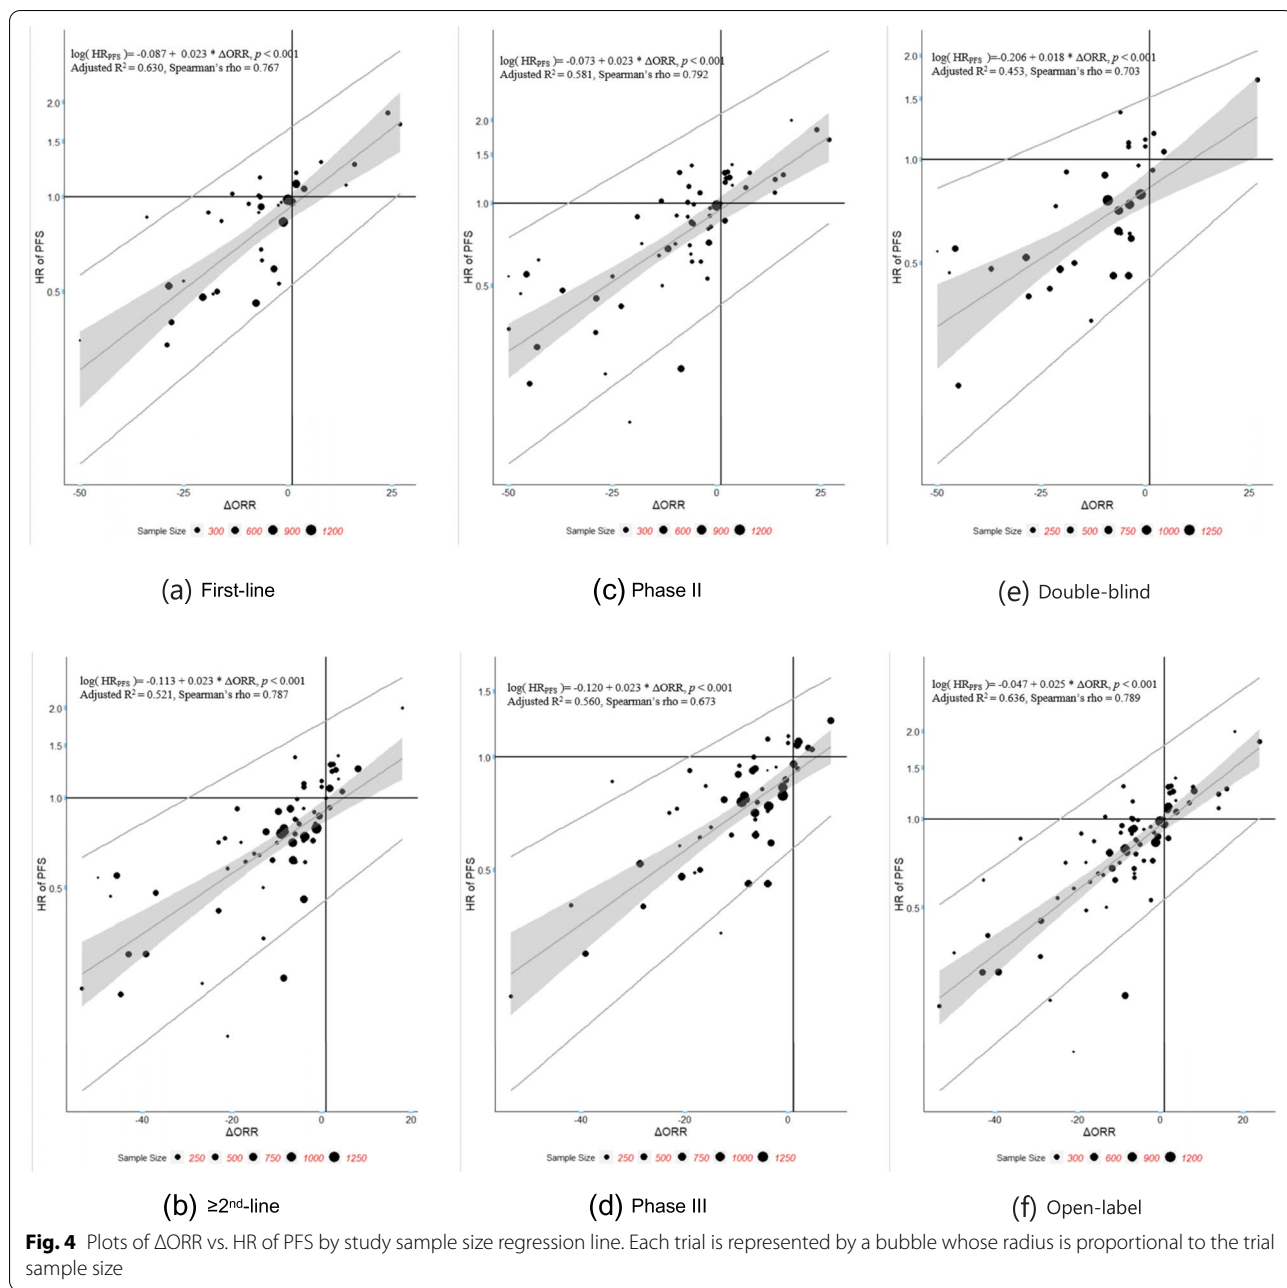 log( HRPFS )= -0.087 + 0.023 * ΔORR, p < 0.001
Adjusted R2 = 0.630, Spearman's rho = 0.767
HR of PFS
2.0
1.5
1.0
0.5
-50
-25
0
25
ΔORR
Sample Size 300 600 900 1200
(a) First-line
log( HRPFS )= -0.073 + 0.023 * ΔORR, p < 0.001
Adjusted R2 = 0.581, Spearman's rho = 0.792
HR of PFS
2.0
1.5
1.0
0.5
-50
-25
0
25
ΔORR
Sample Size 300 600 900 1200
(c) Phase II
log( HRPFS )=-0.206 + 0.018 * ΔORR, p < 0.001
Adjusted R2 = 0.453, Spearman's rho = 0.703
HR of PFS
2.0
1.5
1.0
0.5
-50
-25
0
25
ΔORR
Sample Size 250 500 750 1000 1250
(e) Double-blind
log( HRPFS )= -0.113 + 0.023 * ΔORR, p < 0.001
Adjusted R2 = 0.521, Spearman's rho = 0.787
HR of PFS
2.0
1.5
1.0
0.5
-40
-20
0
20
ΔORR
Sample Size 250 500 750 1000 1250
(b) ≥2nd-line
log( HRPFS )= -0.120 + 0.023 * ΔORR, p < 0.001
Adjusted R2 = 0.560, Spearman's rho = 0.673
HR of PFS
1.5
1.0
0.5
-40
-20
0
ΔORR
Sample Size 250 500 750 1000 1250
(d) Phase III
log( HRPFS )= -0.047 + 0.025 * ΔORR, p < 0.001
Adjusted R2 = 0.636, Spearman's rho = 0.789
HR of PFS
2.0
1.5
1.0
0.5
-40
-20
0
20
ΔORR
Sample Size 300 600 900 1200
(f) Open-label
Fig. 4 Plots of ΔORR vs. HR of PFS by study sample size regression line. Each trial is represented by a bubble whose radius is proportional to the trial
sample size